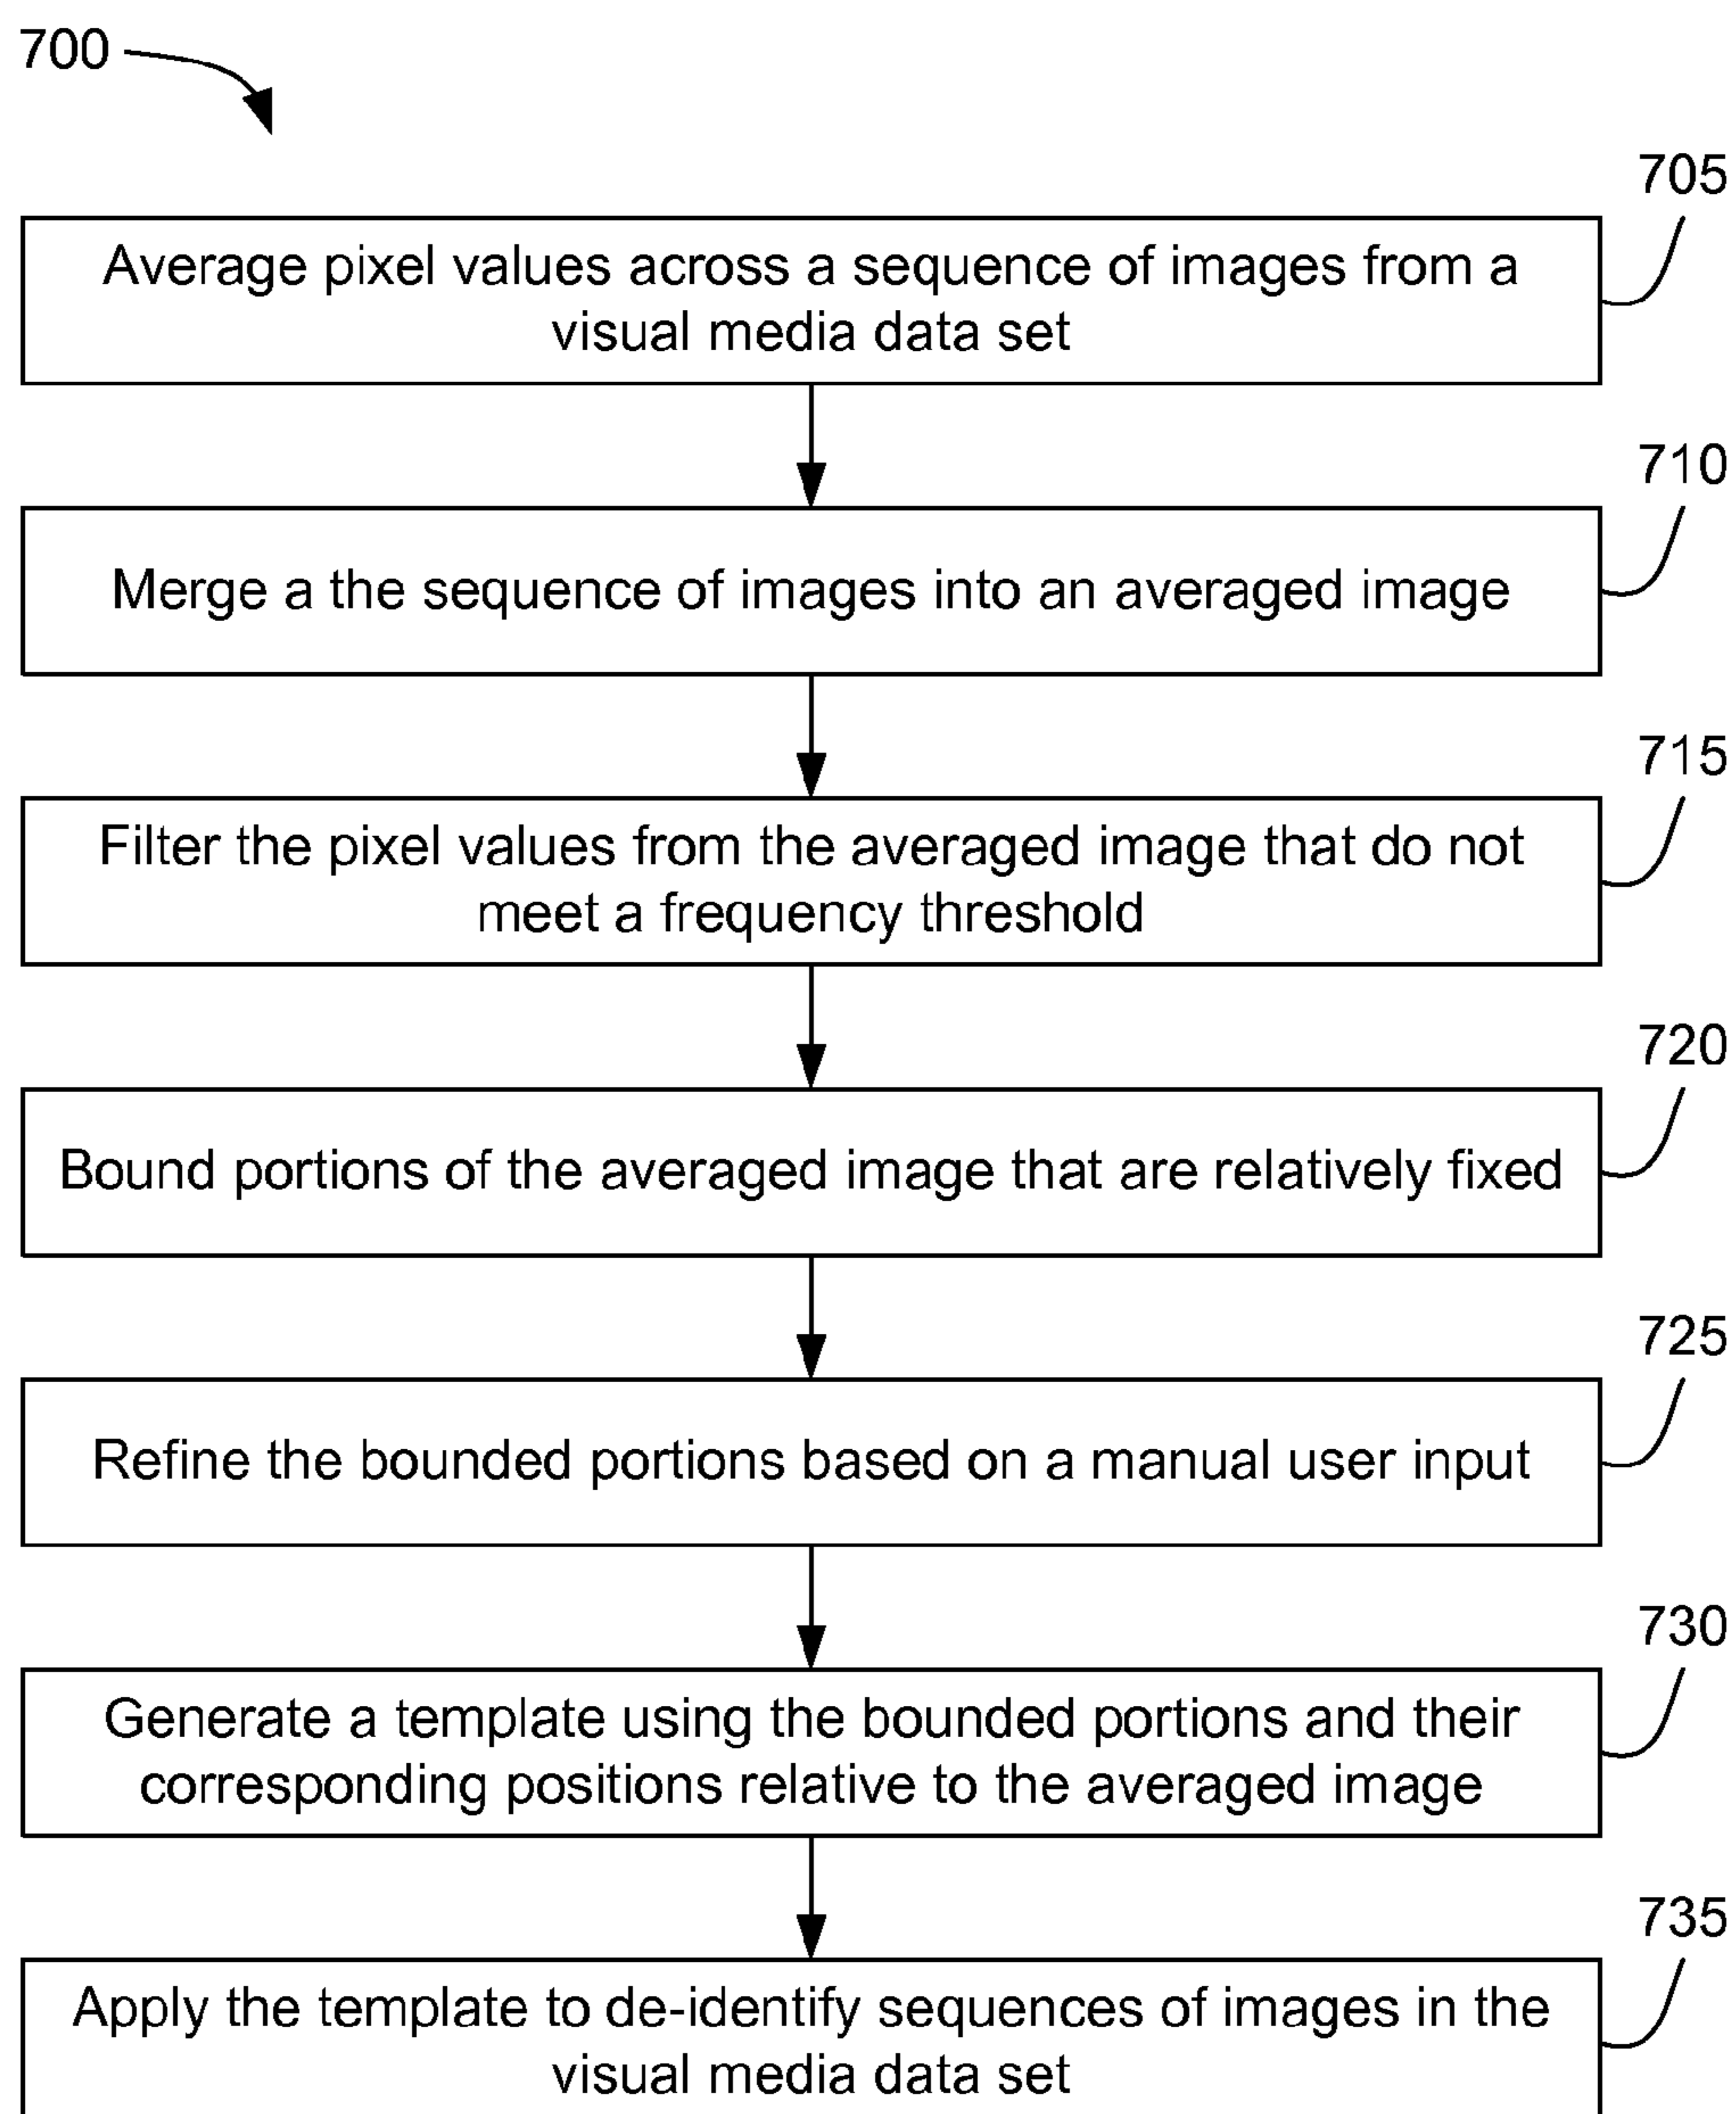 700
705
Average pixel values across a sequence of images from a
visual media data set
710
Merge a the sequence of images into an averaged image
715
Filter the pixel values from the averaged image that do not
meet a frequency threshold
720
Bound portions of the averaged image that are relatively fixed
725
Refine the bounded portions based on a manual user input
730
Generate a template using the bounded portions and their
corresponding positions relative to the averaged image
735
Apply the template to de-identify sequences of images in the
visual media data set